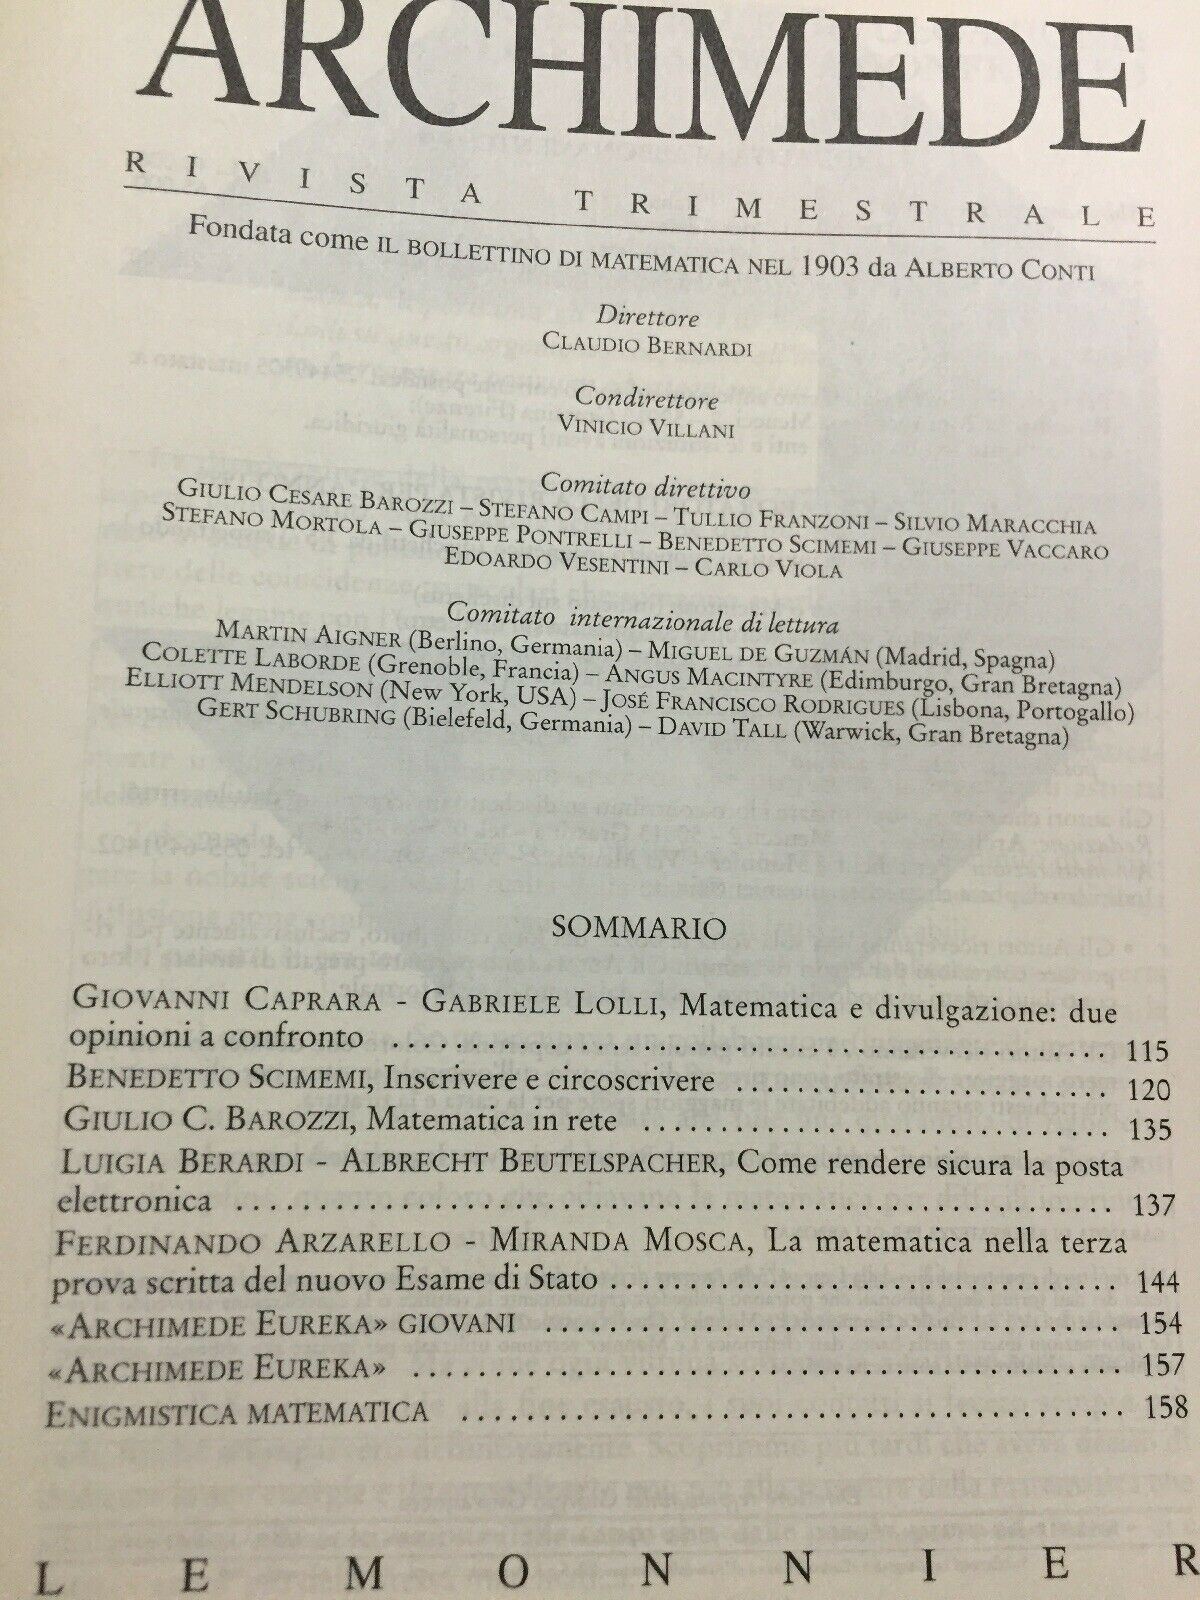 ARCHIMEDE
RIVISTA TRIMESTRALE
Fondata come IL BOLLETTINO DI MATEMATICA NEL 1903 da ALBERTO CONTI
Direttore
CLAUDIO BERNARDI
Condirettore
VINICIO VILLANI
Comitato direttivo
GIULIO CESARE BAROZZI – STEFANO CAMPI – TULLIO FRANZONI – SILVIO MARACCHIA
STEFANO MORTOLA – GIUSEPPE PONTRELLI – BENEDETTO SCIMEMI – GIUSEPPE VACCARO
EDOARDO VESENTINI – CARLO VIOLA
Comitato internazionale di lettura
MARTIN AIGNER (Berlino, Germania) – MIGUEL DE GUZMÁN (Madrid, Spagna)
COLETTE LABORDE (Grenoble, Francia) – ANGUS MACINTYRE (Edimburgo, Gran Bretagna)
ELLIOTT MENDELSON (New York, USA) – JOSÉ FRANCISCO RODRIGUES (Lisbona, Portogallo)
GERT SCHUBRING (Bielefeld, Germania) – DAVID TALL (Warwick, Gran Bretagna)
SOMMARIO
GIOVANNI CAPRARA - GABRIELE LOLLI, Matematica e divulgazione: due
opinioni a confronto ........................................ 115
BENEDETTO SCIMEMI, Inscrivere e circoscrivere ........................ 120
GIULIO C. BAROZZI, Matematica in rete .............................. 135
LUIGIA BERARDI - ALBRECHT BEUTELSPACHER, Come rendere sicura la posta
elettronica .................................................. 137
FERDINANDO ARZARELLO - MIRANDA MOSCA, La matematica nella terza
prova scritta del nuovo Esame di Stato ............................. 144
«ARCHIMEDE EUREKA» GIOVANI .................................. 154
«ARCHIMEDE EUREKA» ......................................... 157
ENIGMISTICA MATEMATICA ...................................... 158
LE MONNIER